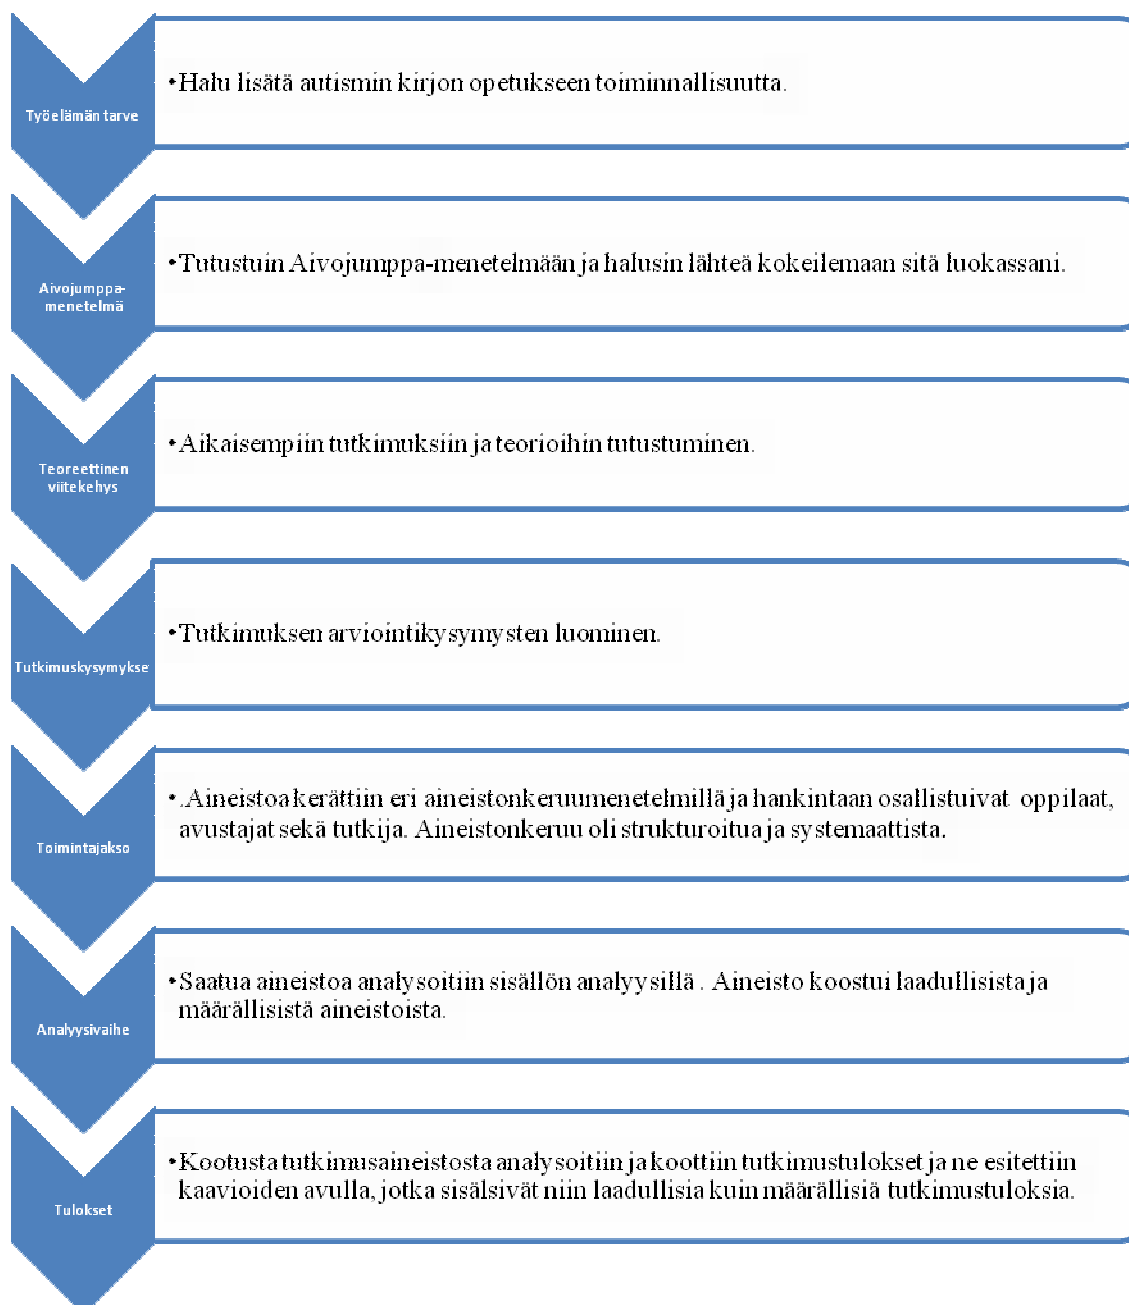 Työelämän tarve
•Halu lisätä autismin kirjon opetukseen toiminnallisuutta.
Aivojumppa-
menetelmä
•Tutustuin Aivojumppa-menetelmään ja halusin lähteä kokeilemaan sitä luokassani.
Teoreettinen
viitekehys
•Aikaisempiin tutkimuksiin ja teorioihin tutustuminen.
Tutkimuskysymykse
•Tutkimuksen arviointikysymysten luominen.
Toimintajakso
•.Aineistoa kerättiin eri aineistonkeruumenetelmillä ja hankintaan osallistuivat oppilaat,
avustajat sekä tutkija. Aineistonkeruu oli strukturoitua ja systemaattista.
Analyysivaihe
•Saatua aineistoa analysoitiin sisällön analyysillä . Aineisto koostui laadullisista ja
määrällisistä aineistoista.
Tulokset
•Kootusta tutkimusaineistosta analysoitiin ja koottiin tutkimustulokset ja ne esitettiin
kaavioiden avulla, jotka sisälsivät niin laadullisia kuin määrällisiä tutkimustuloksia.